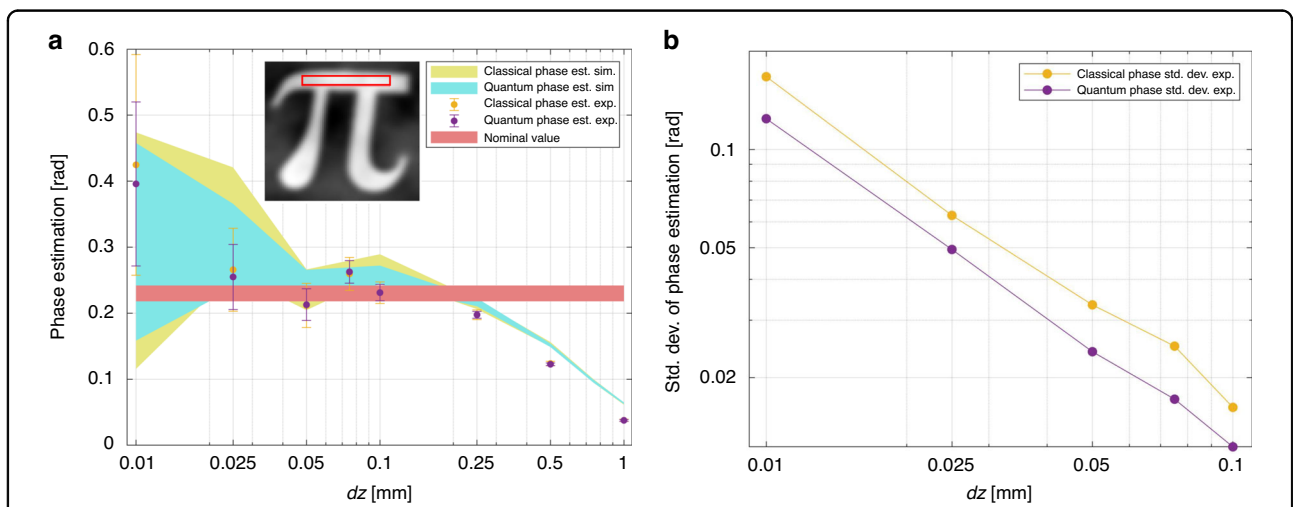 a
0.6
0.5
0.4
0.3
0.2
0.1
0
Phase estimation [rad]
0.01
0.025
0.05
0.1
0.25
0.5
1
dz [mm]
π
Classical phase est. sim.
Quantum phase est. sim
Classical phase est. exp.
Quantum phase est. exp.
Nominal value
b
0.1
0.05
0.02
Std. dev. of phase estimation [rad]
0.01
0.025
0.05
0.1
dz [mm]
Classical phase std. dev. exp.
Quantum phase std. dev. exp.